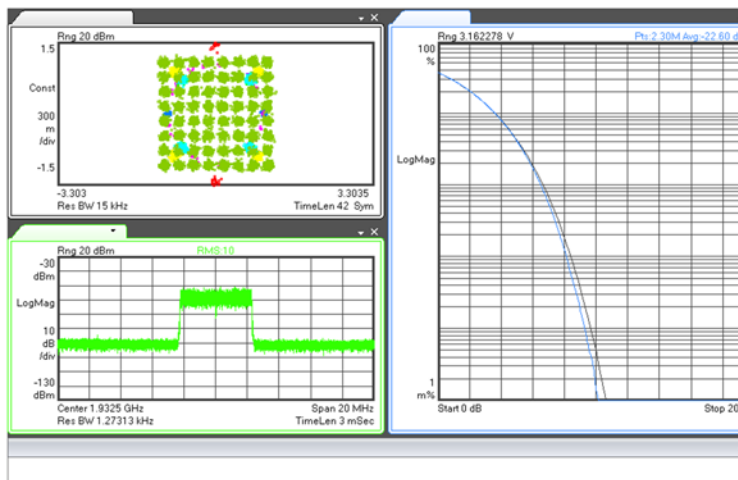 Rng 20 dBm
1.5
Const
300
m
/div
-1.5
-3.303
3.3035
Res BW 15 kHz
TimeLen 42 Sym
Rng 20 dBm
RMS:10
-30
dBm
LogMag
10
dB
/div
-130
dBm
Center 1.9325 GHz
Span 20 MHz
Res BW 1.27313 kHz
TimeLen 3 mSec
Rng 3.162278 V
Pts:2.30M Avg:-22.60 d
100
%
LogMag
1
m%
Start 0 dB
Stop 20